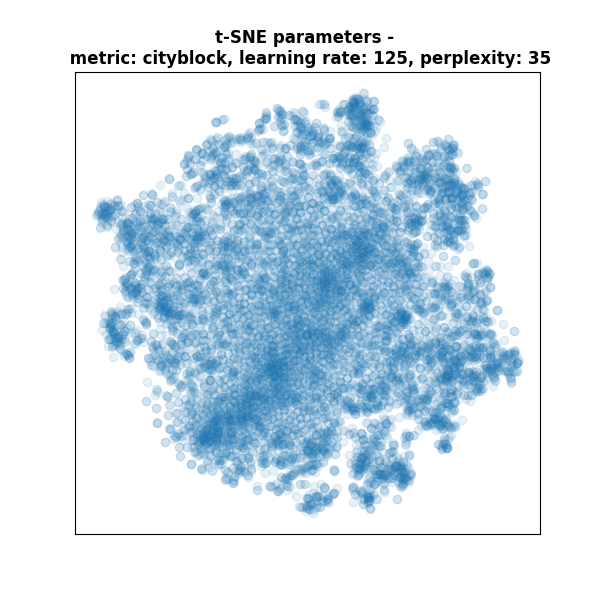 t-SNE parameters -
metric: cityblock, learning rate: 125, perplexity: 35